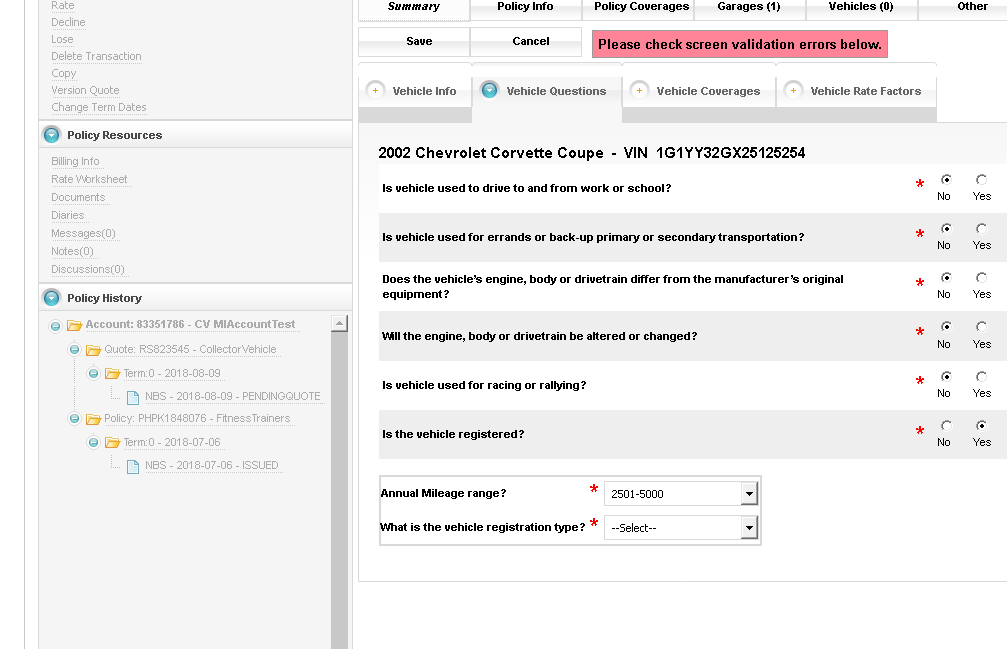 Rate
Decline
Lose
Delete Transaction
Copy
Version Quote
Change Term Dates
Policy Resources
Billing Info
Rate Worksheet
Documents
Diaries
Messages(0)
Notes(0)
Discussions(0)
Policy History
Account: 83351786 - CV MIAccountTest
Quote: RS823545 - CollectorVehicle
Term:0 - 2018-08-09
NBS - 2018-08-09 - PENDINGQUOTE
Policy: PHPK1848076 - FitnessTrainers
Term:0 - 2018-07-06
NBS - 2018-07-06 - ISSUED
Summary Policy Info Policy Coverages Garages (1) Vehicles (0) Other
Save Cancel Please check screen validation errors below.
Vehicle Info Vehicle Questions Vehicle Coverages Vehicle Rate Factors
2002 Chevrolet Corvette Coupe - VIN 1G1YY32GX25125254
Is vehicle used to drive to and from work or school? * No Yes
Is vehicle used for errands or back-up primary or secondary transportation? * No Yes
Does the vehicle's engine, body or drivetrain differ from the manufacturer's original
equipment? * No Yes
Will the engine, body or drivetrain be altered or changed? * No Yes
Is vehicle used for racing or rallying? * No Yes
Is the vehicle registered? * No Yes
Annual Mileage range? * 2501-5000
What is the vehicle registration type? * --Select--